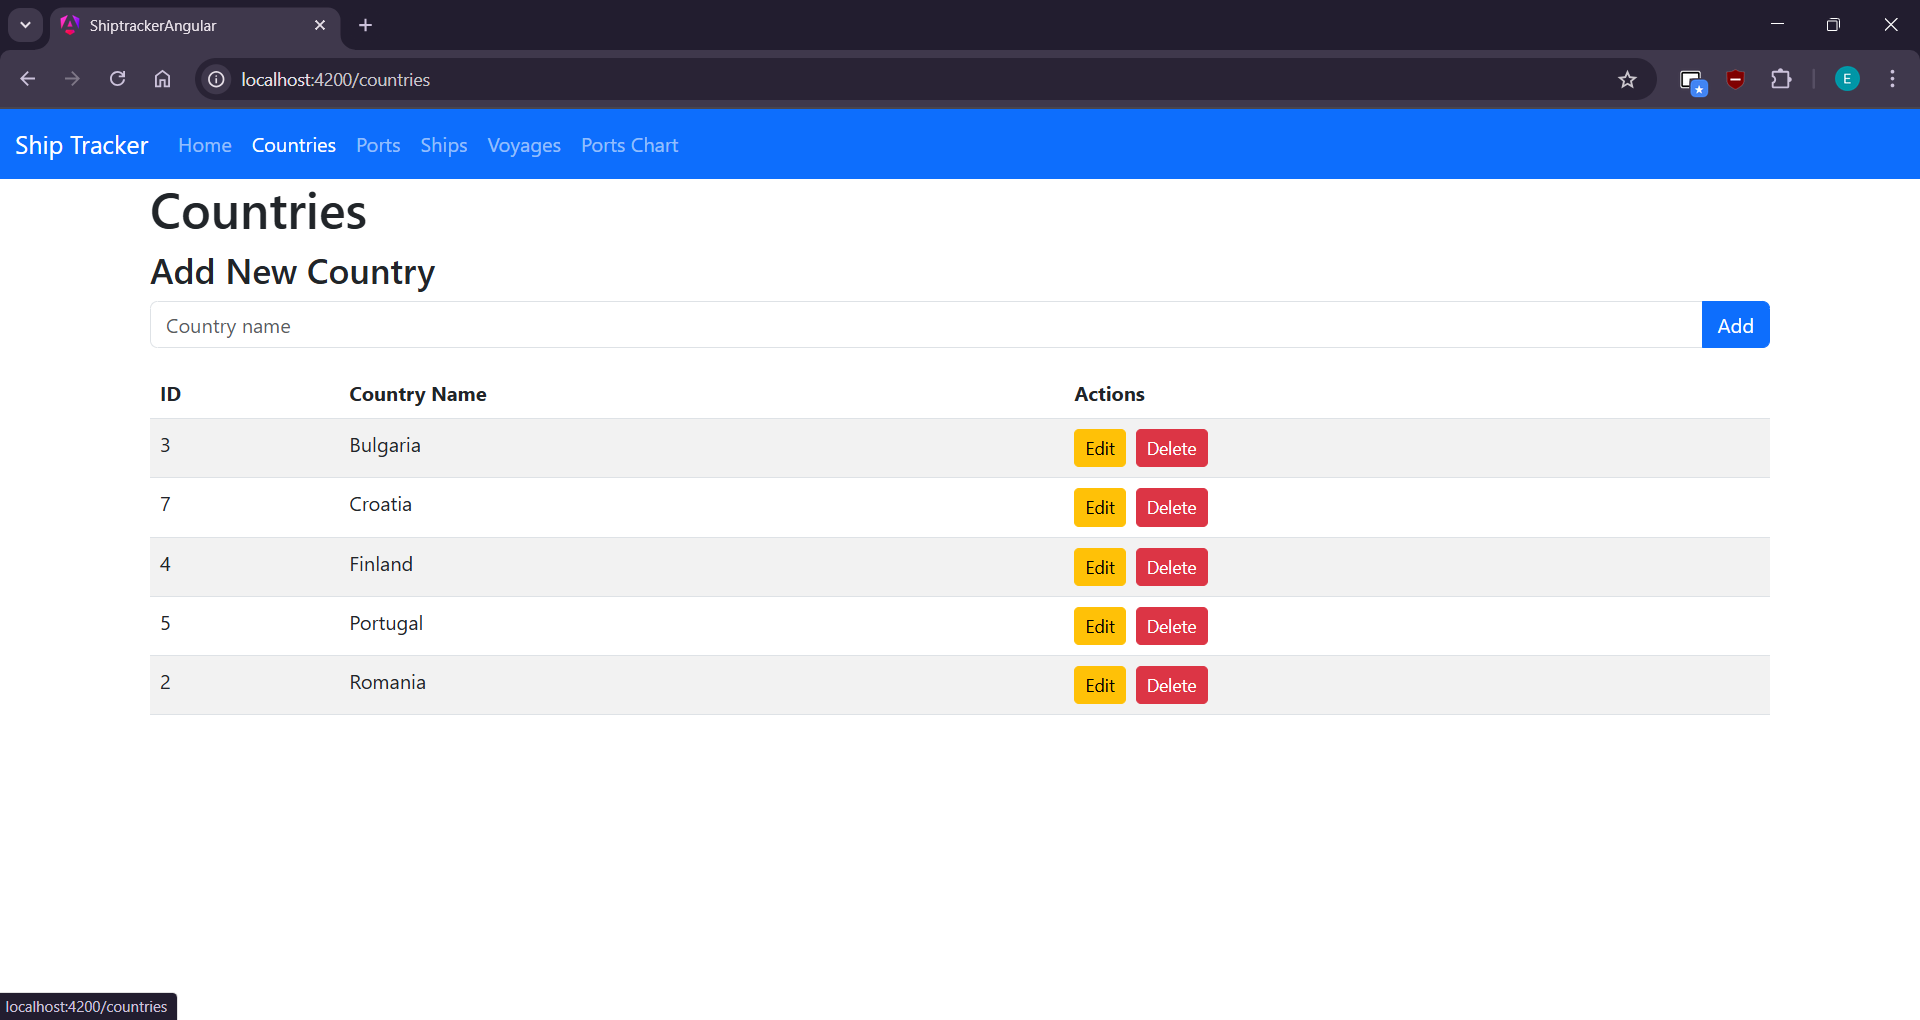 ShiptrackerAngular
localhost:4200/countries
E
Ship Tracker Home Countries Ports Ships Voyages Ports Chart
Countries
Add New Country
Country name Add
ID Country Name Actions
3 Bulgaria Edit Delete
7 Croatia Edit Delete
4 Finland Edit Delete
5 Portugal Edit Delete
2 Romania Edit Delete
localhost:4200/countries